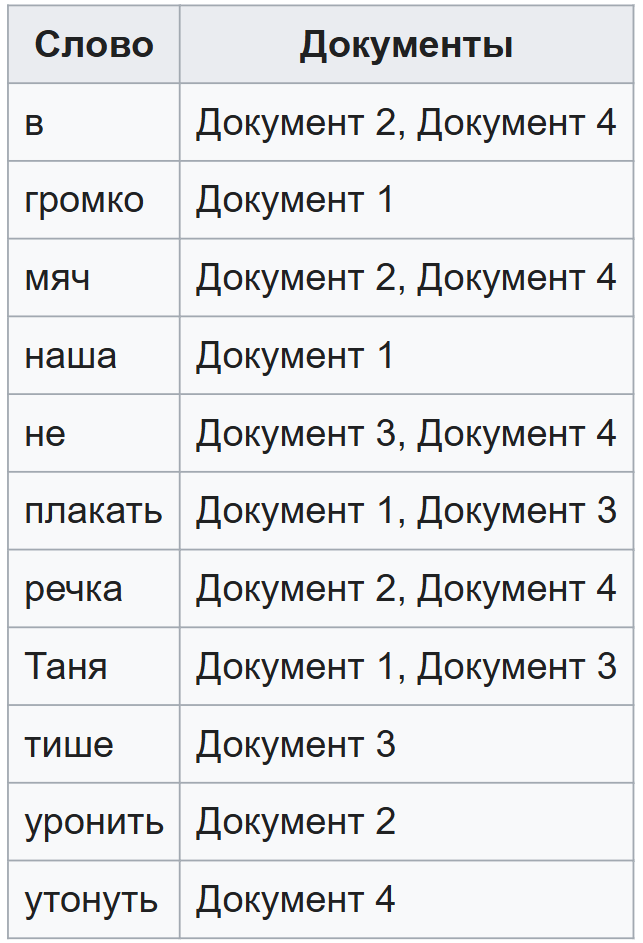 Слово Документы
в Документ 2, Документ 4
громко Документ 1
мяч Документ 2, Документ 4
наша Документ 1
не Документ 3, Документ 4
плакать Документ 1, Документ 3
речка Документ 2, Документ 4
Таня Документ 1, Документ 3
тише Документ 3
уронить Документ 2
утонуть Документ 4